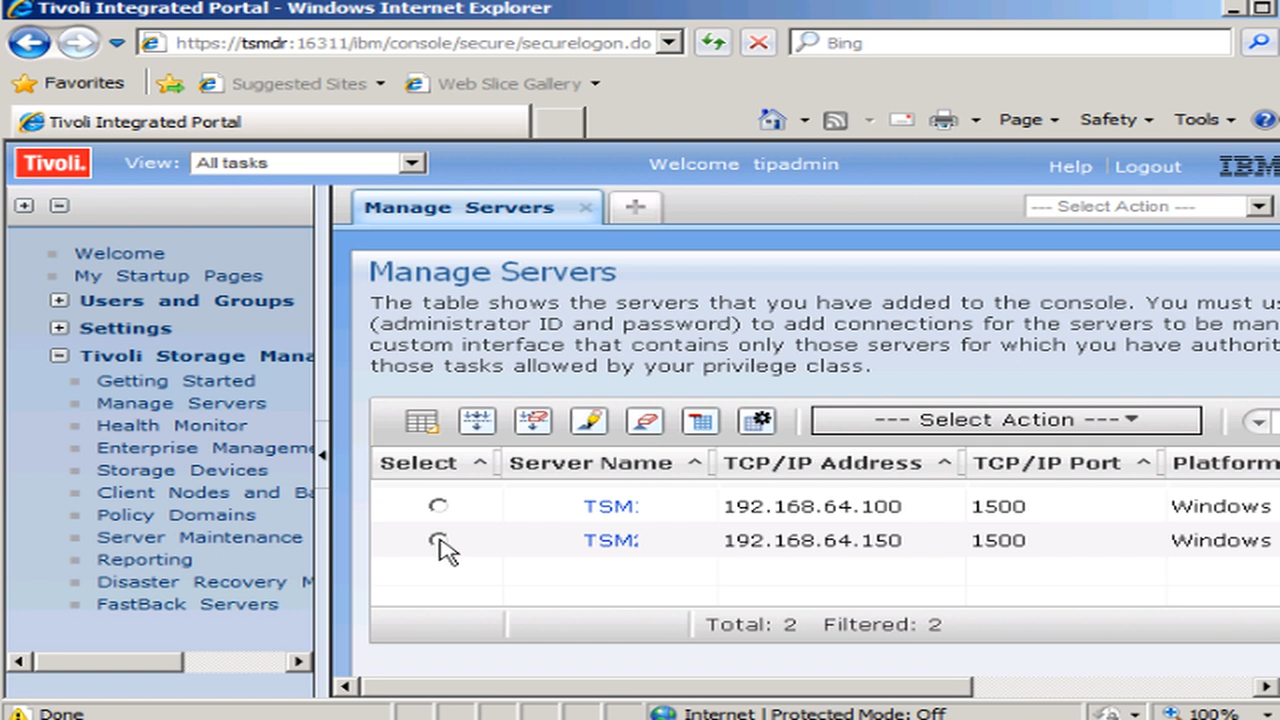 Tivoli Integrated Portal - Windows Internet Explorer
https://tsmdr:16311/ibm/console/secure/securelogon.do
Bing
Favorites
Suggested Sites
Web Slice Gallery
Tivoli Integrated Portal
Page
Safety
Tools
Tivoli.
View:
All tasks
Welcome tipadmin
Help
Logout
IBM
Manage Servers
--- Select Action ---
Welcome
My Startup Pages
Users and Groups
Settings
Tivoli Storage Mana
Getting Started
Manage Servers
Health Monitor
Enterprise Manageme
Storage Devices
Client Nodes and Ba
Policy Domains
Server Maintenance
Reporting
Disaster Recovery M
FastBack Servers
Manage Servers
The table shows the servers that you have added to the console. You must us
(administrator ID and password) to add connections for the servers to be man
custom interface that contains only those servers for which you have authorit
those tasks allowed by your privilege class.
--- Select Action ---
Select Server Name TCP/IP Address TCP/IP Port Platform
TSM1 192.168.64.100 1500 Windows
TSM2 192.168.64.150 1500 Windows
Total: 2 Filtered: 2
Done
Internet | Protected Mode: Off
100%